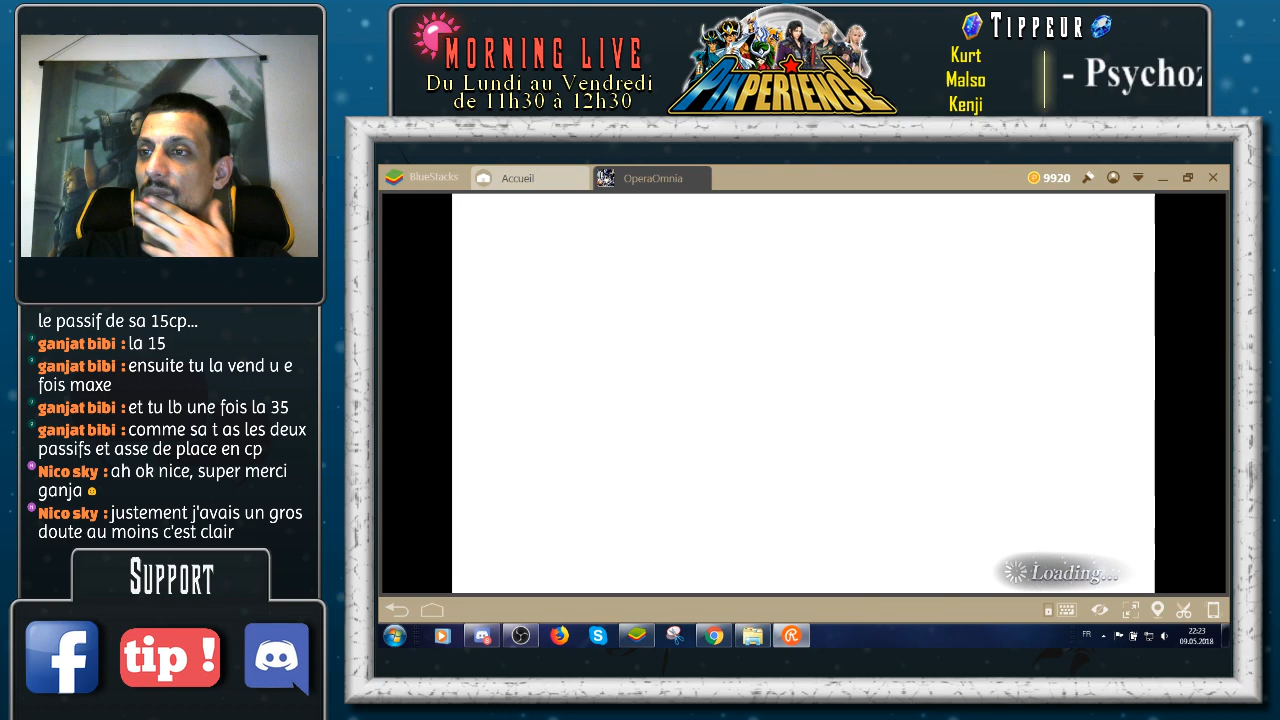 MORNING LIVE
Du Lundi au Vendredi
de 11h30 à 12h30
PIXPERIENCE
TIPPEUR
Kurt
Malso
Kenji
- Psychoz
BlueStacks
Accueil
OperaOmnia
9920
le passif de sa 15cp...
ganjat bibi : la 15
ganjat bibi : ensuite tu la vend u e
fois maxe
ganjat bibi : et tu lb une fois la 35
ganjat bibi : comme sa t as les deux
passifs et asse de place en cp
Nico sky : ah ok nice, super merci
ganja
Nico sky : justement j'avais un gros
doute au moins c'est clair
SUPPORT
f
tip !
Loading...
FR
22:23
09.05.2018